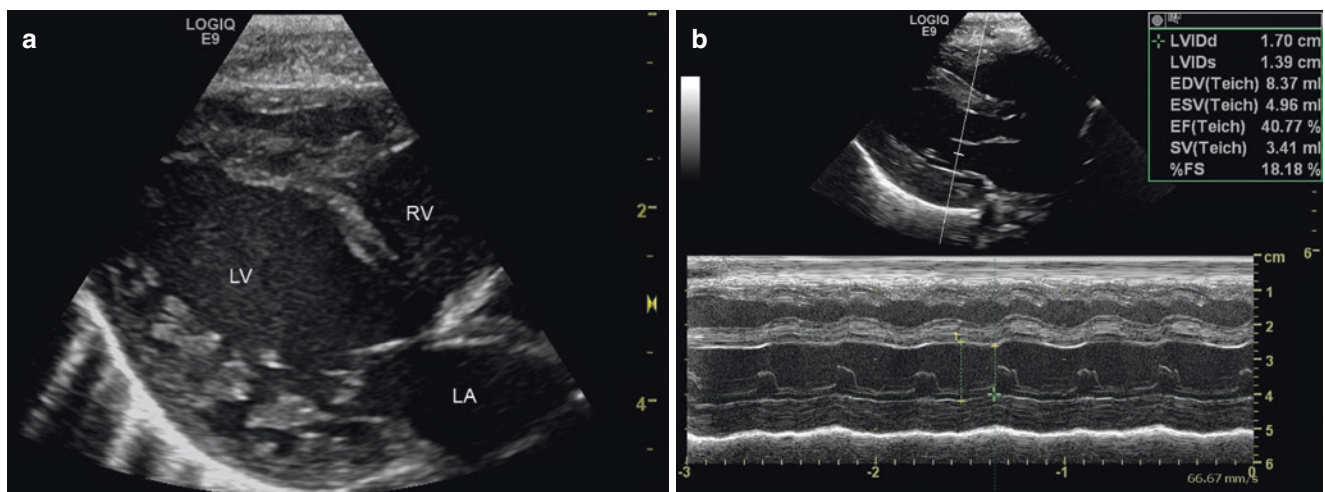 a
LOGIQ
E9
RV
2
LV
LA
4
b
LOGIQ
E9
LVIDd 1.70 cm
LVIDs 1.39 cm
EDV(Teich) 8.37 ml
ESV(Teich) 4.96 ml
EF(Teich) 40.77 %
SV(Teich) 3.41 ml
%FS 18.18 %
6
cm
1
1
2
3
4
5
6
-3 -2 -1 0
66.67 mm/s